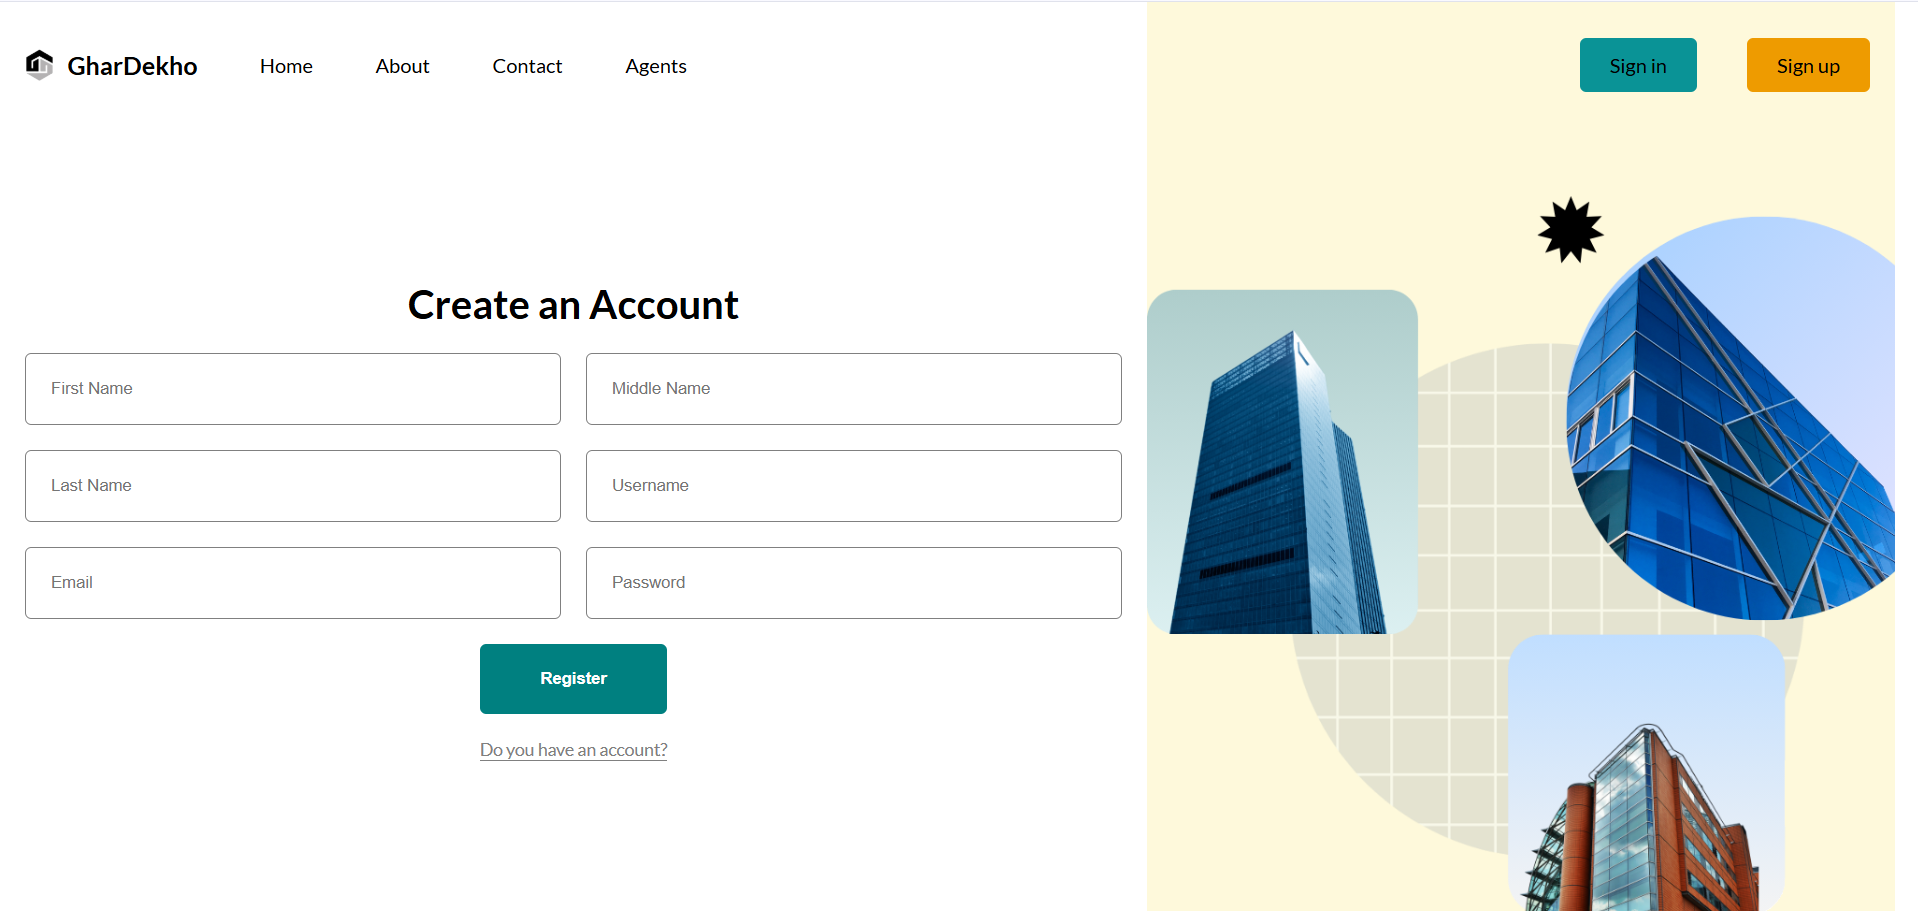 GharDekho Home About Contact Agents Sign in Sign up
Create an Account
First Name Middle Name
Last Name Username
Email Password
Register
Do you have an account?